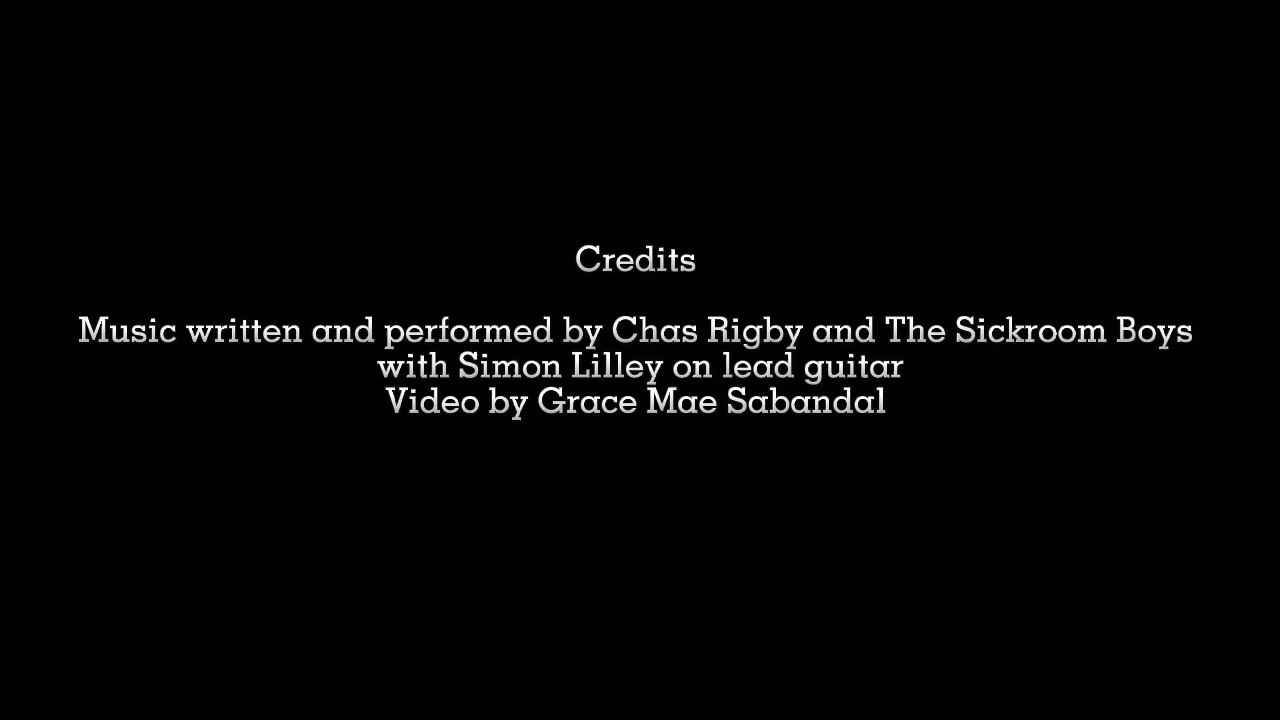 Credits
Music written and performed by Chas Rigby and The Sickroom Boys
with Simon Lilley on lead guitar
Video by Grace Mae Sabandal